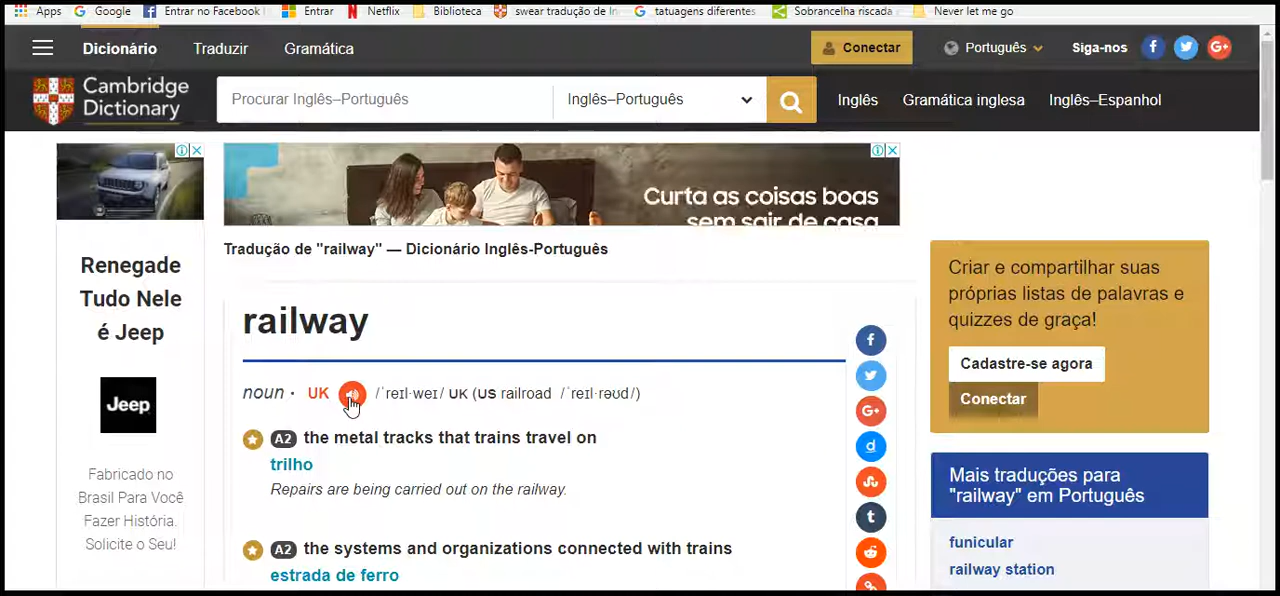 Apps Google Entrar no Facebook Entrar Netflix Biblioteca swear tradução de In tatuagens diferentes Sobrancelha riscada Never let me go
Dicionário Traduzir Gramática Conectar Português Siga-nos
Cambridge
Dictionary
Procurar Inglês–Português Inglês–Português Inglês Gramática inglesa Inglês–Espanhol
Curta as coisas boas
sem sair de casa
Renegade
Tudo Nele
é Jeep
Jeep
Fabricado no
Brasil Para Você
Fazer História.
Solicite o Seu!
Tradução de "railway" — Dicionário Inglês-Português
railway
noun · UK /ˈreɪl·weɪ/ UK (US railroad /ˈreɪl·rəʊd/)
A2 the metal tracks that trains travel on
trilho
Repairs are being carried out on the railway.
A2 the systems and organizations connected with trains
estrada de ferro
Criar e compartilhar suas
próprias listas de palavras e
quizzes de graça!
Cadastre-se agora
Conectar
Mais traduções para
"railway" em Português
funicular
railway station